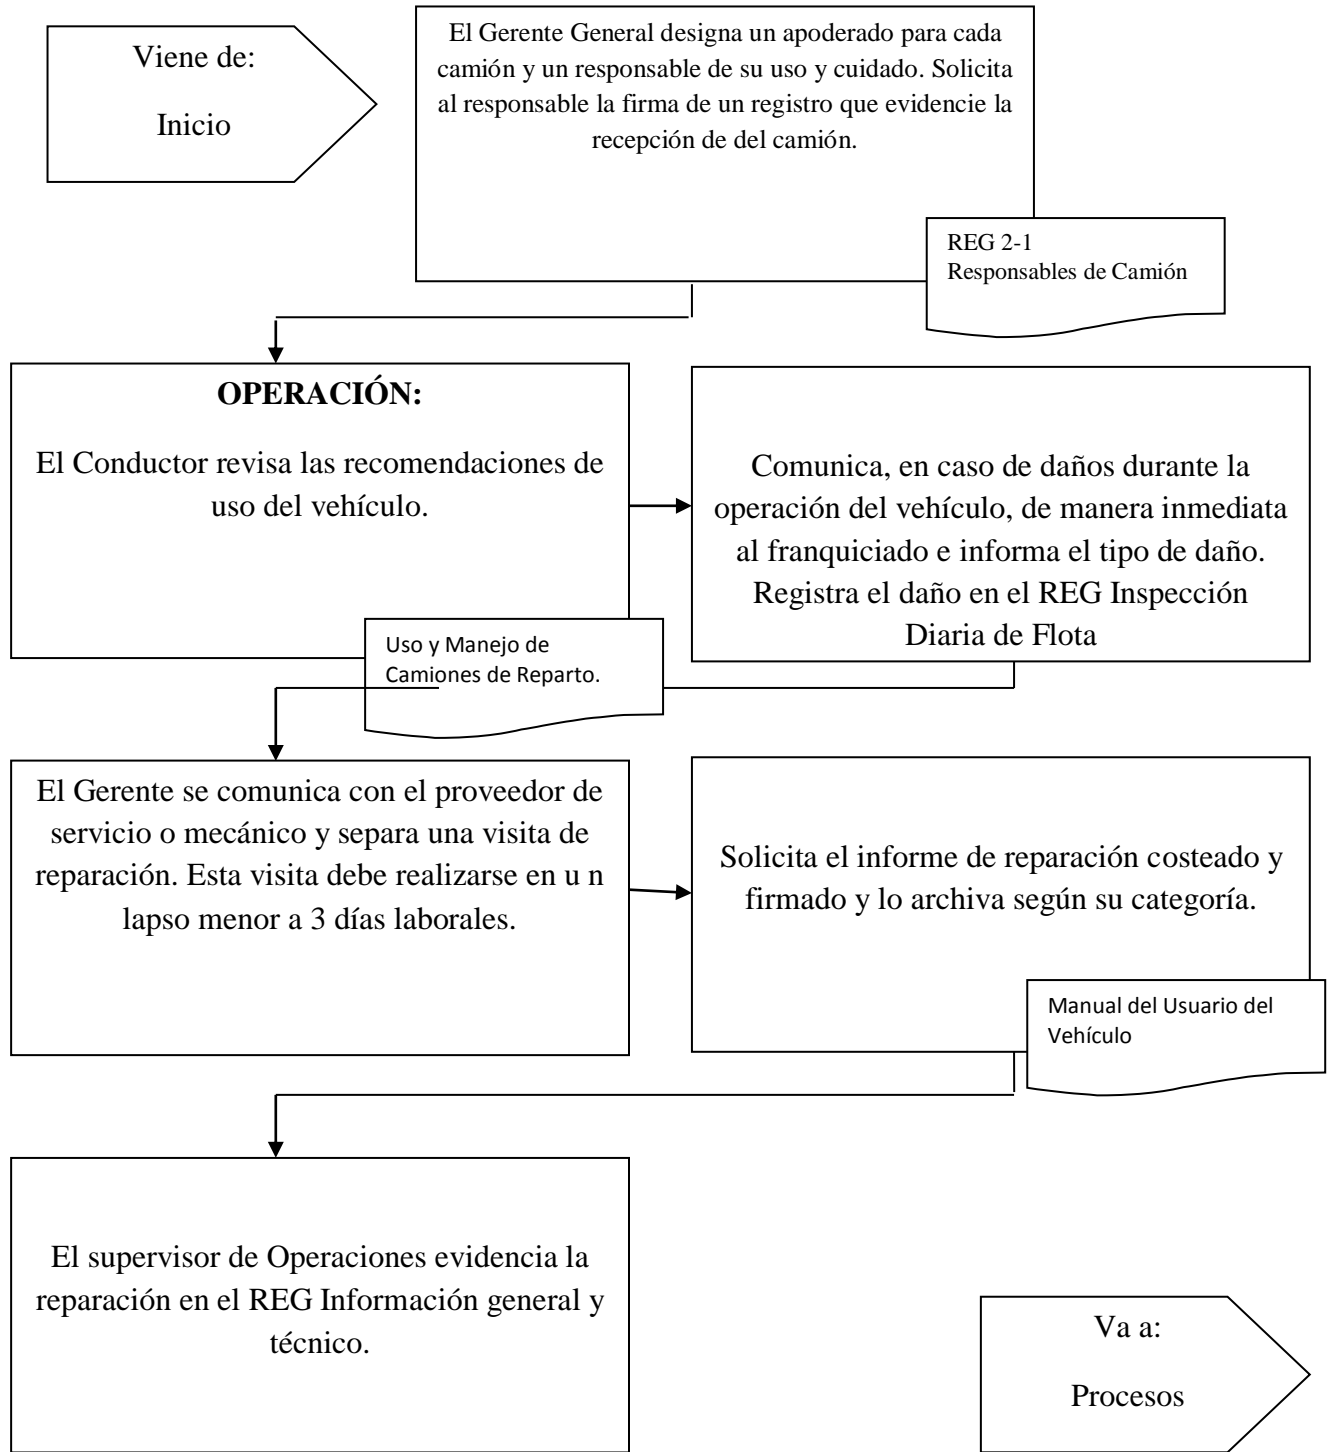 Viene de:
Inicio
El Gerente General designa un apoderado para cada
camión y un responsable de su uso y cuidado. Solicita
al responsable la firma de un registro que evidencie la
recepción de del camión.
REG 2-1
Responsables de Camión
OPERACIÓN:
El Conductor revisa las recomendaciones de
uso del vehículo.
Uso y Manejo de
Camiones de Reparto.
Comunica, en caso de daños durante la
operación del vehículo, de manera inmediata
al franquiciado e informa el tipo de daño.
Registra el daño en el REG Inspección
Diaria de Flota
El Gerente se comunica con el proveedor de
servicio o mecánico y separa una visita de
reparación. Esta visita debe realizarse en u n
lapso menor a 3 días laborales.
Solicita el informe de reparación costeado y
firmado y lo archiva según su categoría.
Manual del Usuario del
Vehículo
El supervisor de Operaciones evidencia la
reparación en el REG Información general y
técnico.
Va a:
Procesos